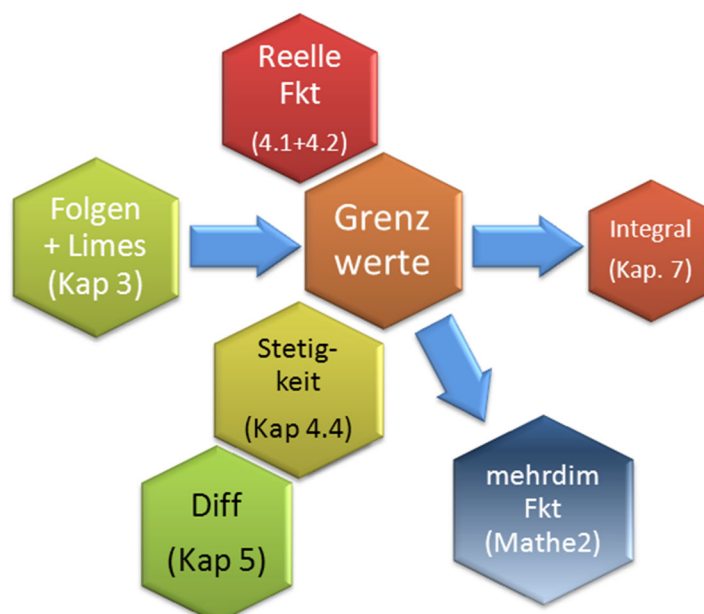 Reelle
Fkt
(4.1+4.2)
Folgen
+ Limes
(Kap 3)
Grenz
werte
Integral
(Kap. 7)
Stetig-
keit
(Kap 4.4)
mehrdim
Fkt
(Mathe2)
Diff
(Kap 5)